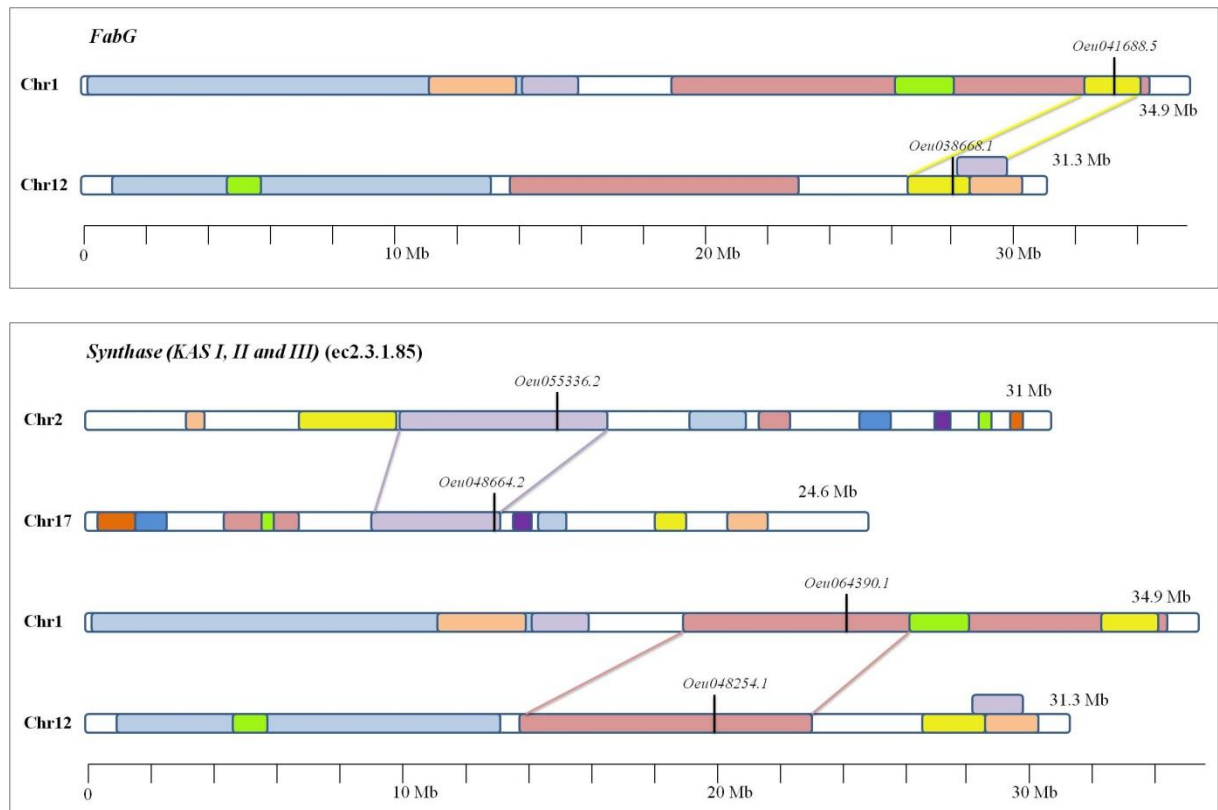 FabG
Oeu041688.5
Chr1
34.9 Mb
Oeu038668.1
31.3 Mb
Chr12
0 10 Mb 20 Mb 30 Mb
Synthase (KAS I, II and III) (ec2.3.1.85)
Oeu055336.2
31 Mb
Chr2
Oeu048664.2
24.6 Mb
Chr17
Oeu064390.1
34.9 Mb
Chr1
Oeu048254.1
31.3 Mb
Chr12
0 10 Mb 20 Mb 30 Mb